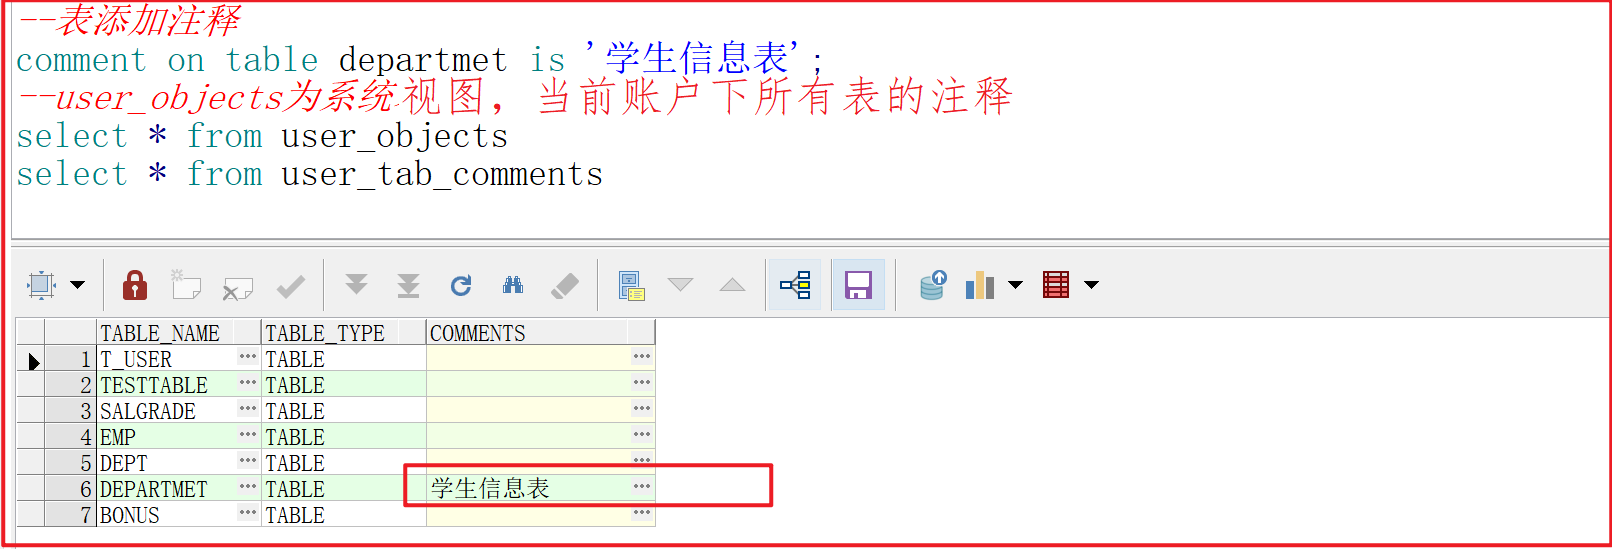 --表添加注释
comment on table departmet is '学生信息表';
--user_objects为系统视图，当前账户下所有表的注释
select * from user_objects
select * from user_tab_comments
TABLE_NAME TABLE_TYPE COMMENTS
1 T_USER ... TABLE ...
2 TESTTABLE ... TABLE ...
3 SALGRADE ... TABLE ...
4 EMP ... TABLE ...
5 DEPT ... TABLE ...
6 DEPARTMET ... TABLE 学生信息表 ...
7 BONUS ... TABLE ...